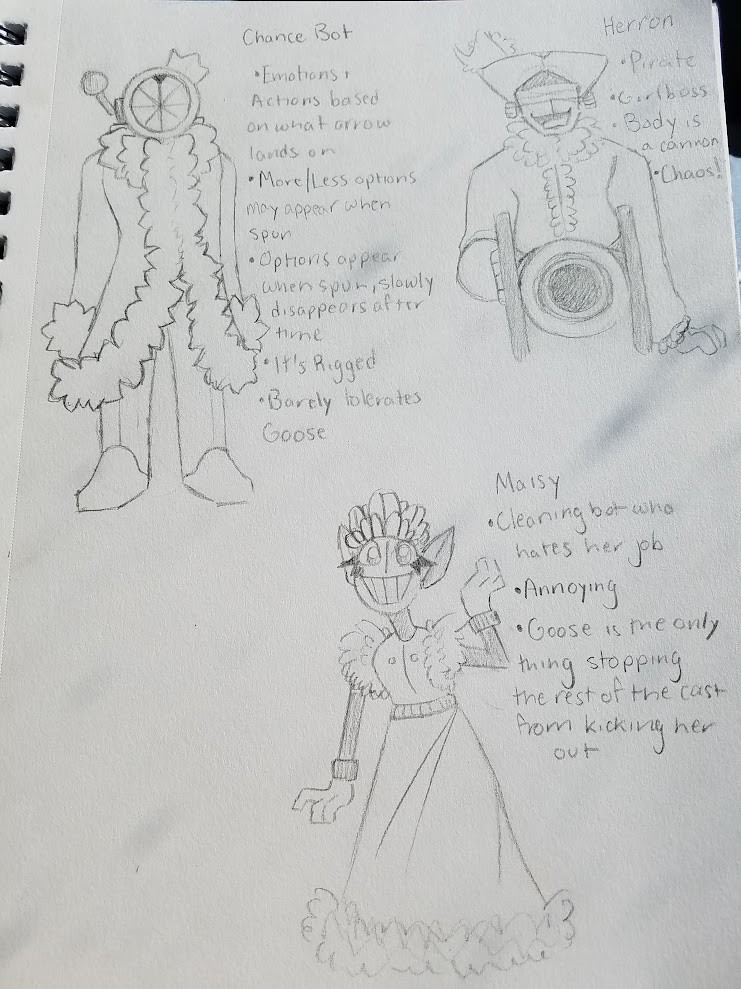 Chance Bot
•Emotions+
Actions based
on what arrow
lands on
•More/Less options
may appear when
spun
•Options appear
when spun, slowly
disappears after
time
•It's Rigged
•Barely tolerates
Goose
Herron
•Pirate
•Girlboss
•Body is
a cannon
•Chaos!
Maisy
•Cleaning bot who
hates her job
•Annoying
•Goose is the only
thing stopping
the rest of the cast
from kicking her
out